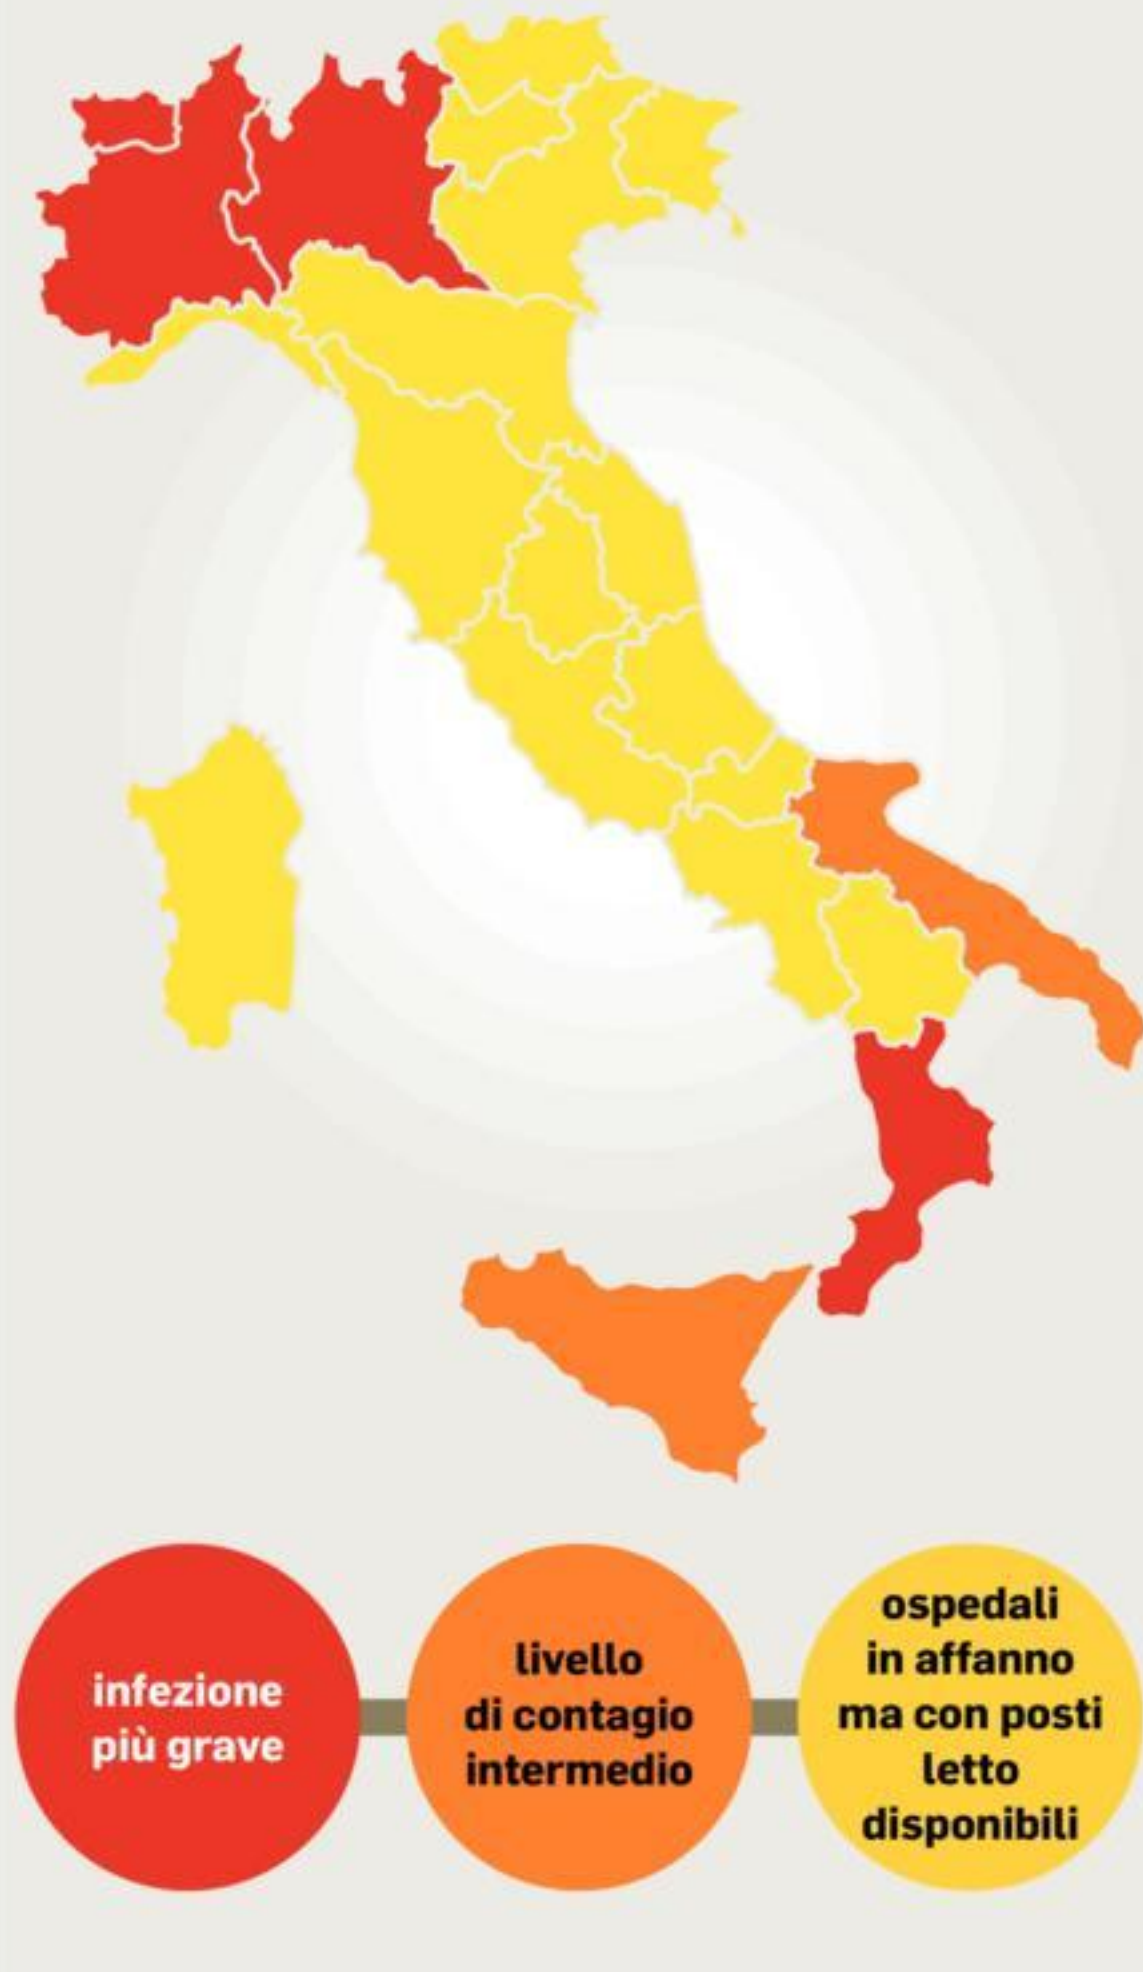 infezione
più grave
livello
di contagio
intermedio
ospedali
in affanno
ma con posti
letto
disponibili